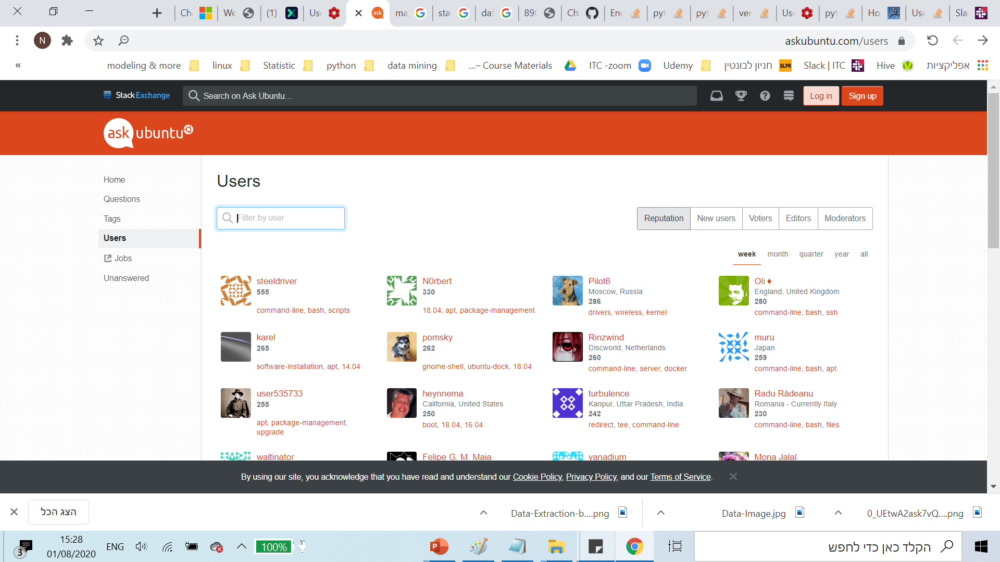 Ch
We
(1)
Use
ma
sta
dat
890
Ch
En
pyt
pyt
ver
Use
pyt
Ho
Use
Sla
N
askubuntu.com/users
«
modeling & more
linux
Statistic
python
data mining
...– Course Materials
ITC -zoom
Udemy
חניון לבונטין
SLPR
Slack | ITC
Hive
אפליקציות
StackExchange
Search on Ask Ubuntu...
Log in
Sign up
ask ubuntu
Home
Questions
Tags
Users
Jobs
Unanswered
Users
Filter by user
Reputation
New users
Voters
Editors
Moderators
week
month
quarter
year
all
steeldriver
555
command-line, bash, scripts
N0rbert
330
18.04, apt, package-management
Pilot6
Moscow, Russia
286
drivers, wireless, kernel
Oli ♦
England, United Kingdom
280
command-line, bash, ssh
karel
265
software-installation, apt, 14.04
pomsky
262
gnome-shell, ubuntu-dock, 18.04
Rinzwind
Discworld, Netherlands
260
command-line, server, docker
muru
Japan
259
command-line, bash, apt
user535733
255
apt, package-management,
upgrade
heynnema
California, United States
250
boot, 18.04, 16.04
turbulence
Kanpur, Uttar Pradesh, India
242
redirect, tee, command-line
Radu Rădeanu
Romania - Currently Italy
230
command-line, bash, files
waltinator
Felipe G. M. Maia
vanadium
Mona Jalal
By using our site, you acknowledge that you have read and understand our Cookie Policy, Privacy Policy, and our Terms of Service.
הצג הכל
Data-Extraction-b....png
Data-Image.jpg
0_UEtwA2ask7vQ....png
3
15:28
01/08/2020
ENG
100%
הקלד כאן כדי לחפש